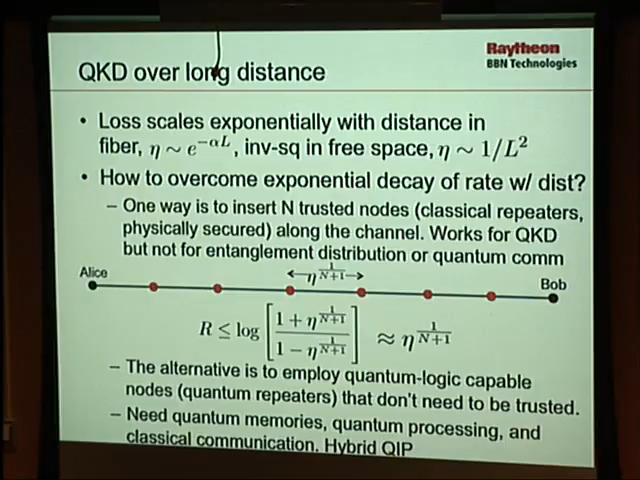 Raytheon
BBN Technologies
QKD over long distance
• Loss scales exponentially with distance in
fiber, η ~ e^{-αL}, inv-sq in free space, η ~ 1/L²
• How to overcome exponential decay of rate w/ dist?
– One way is to insert N trusted nodes (classical repeaters,
physically secured) along the channel. Works for QKD
but not for entanglement distribution or quantum comm
Alice
η^{1/(N+1)}
Bob
R ≤ log [ (1 + η^{1/(N+1)}) / (1 − η^{1/(N+1)}) ] ≈ η^{1/(N+1)}
– The alternative is to employ quantum-logic capable
nodes (quantum repeaters) that don't need to be trusted.
– Need quantum memories, quantum processing, and
classical communication. Hybrid QIP